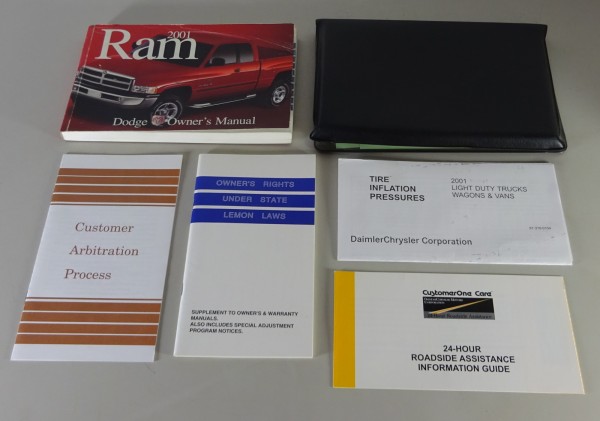 Ram
2001
Dodge Owner's Manual
Customer
Arbitration
Process
OWNER'S RIGHTS
UNDER STATE
LEMON LAWS
SUPPLEMENT TO OWNER'S & WARRANTY
MANUALS.
ALSO INCLUDES SPECIAL ADJUSTMENT
PROGRAM NOTICES.
TIRE
INFLATION
PRESSURES
2001
LIGHT DUTY TRUCKS
WAGONS & VANS
DaimlerChrysler Corporation
CustomerOne Care
24-HOUR
ROADSIDE ASSISTANCE
INFORMATION GUIDE